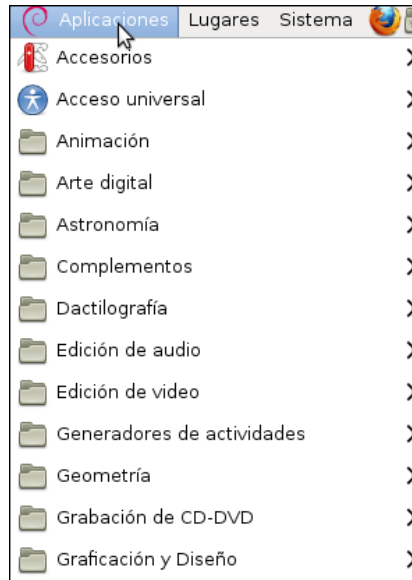 Aplicaciones Lugares Sistema
Accesorios
Acceso universal
Animación
Arte digital
Astronomía
Complementos
Dactilografía
Edición de audio
Edición de video
Generadores de actividades
Geometría
Grabación de CD-DVD
Graficación y Diseño